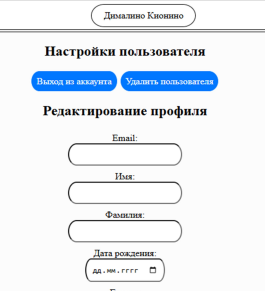 Дималино Кионино
Настройки пользователя
Выход из аккаунта Удалить пользователя
Редактирование профиля
Email:
Имя:
Фамилия:
Дата рождения:
дд.мм.гггг